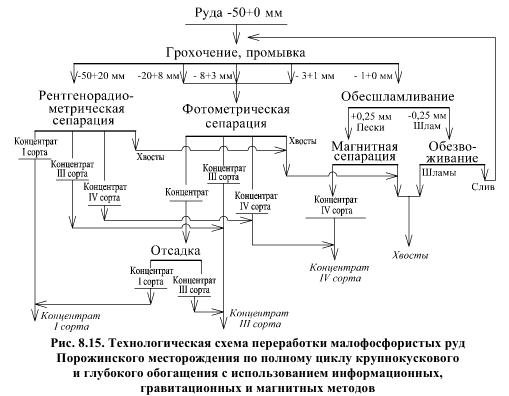 Руда -50+0 мм
Грохочение, промывка
-50+20 мм
-20+8 мм
- 8+3 мм
- 3+1 мм
- 1+0 мм
Рентгенорадио-
метрическая
сепарация
Фотометрическая
сепарация
Обесшламливание
+0,25 мм
Пески
-0,25 мм
Шлам
Концентрат
I сорта
Концентрат
III сорта
Концентрат
IV сорта
Хвосты
Концентрат
Концентрат
III сорта
Концентрат
IV сорта
Хвосты
Магнитная
сепарация
Обезво-
живание
Концентрат
IV сорта
Шламы
Слив
Отсадка
Концентрат
I сорта
Концентрат
III сорта
Хвосты
Концентрат
IV сорта
Концентрат
I сорта
Концентрат
III сорта
Рис. 8.15. Технологическая схема переработки малофосфористых руд
Порожинского месторождения по полному циклу крупнокускового
и глубокого обогащения с использованием информационных,
гравитационных и магнитных методов